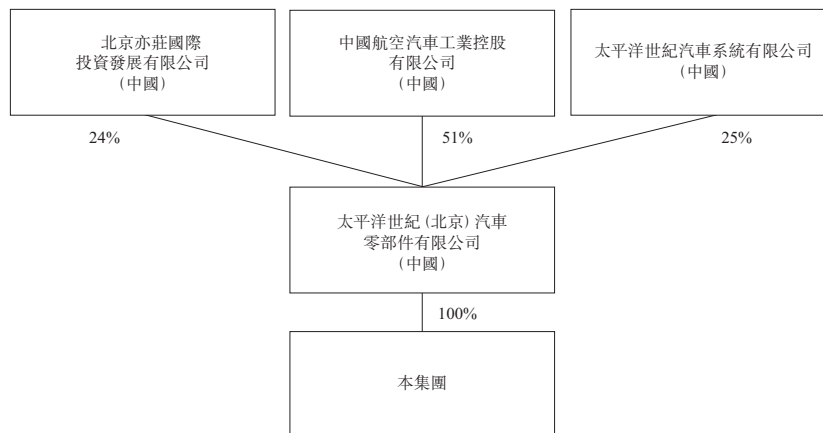 北京亦莊國際
投資發展有限公司
（中國）
中國航空汽車工業控股
有限公司
（中國）
太平洋世紀汽車系統有限公司
（中國）
24%
51%
25%
太平洋世紀（北京）汽車
零部件有限公司
（中國）
100%
本集團